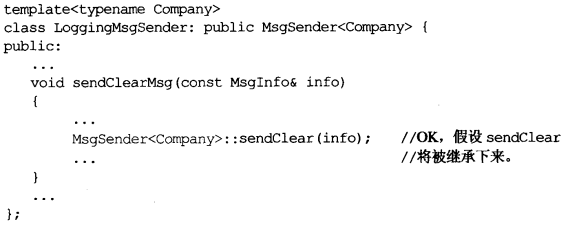 template<typename Company>
class LoggingMsgSender: public MsgSender<Company> {
public:
...
void sendClearMsg(const MsgInfo& info)
{
...
MsgSender<Company>::sendClear(info); //OK，假设 sendClear
... //将被继承下来。
}
...
};